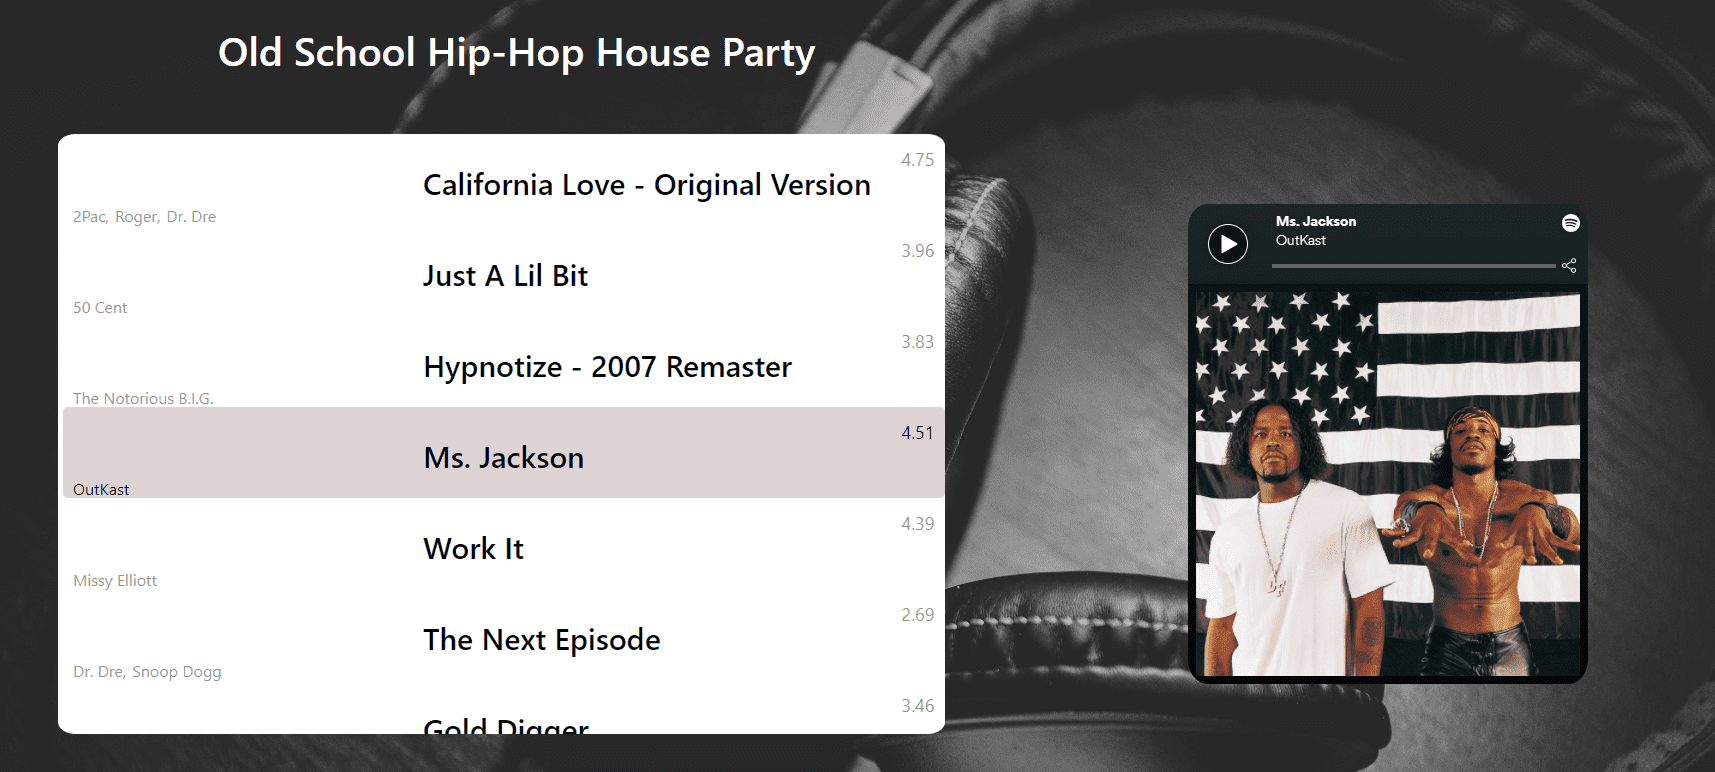 Old School Hip-Hop House Party
4.75
California Love - Original Version
2Pac, Roger, Dr. Dre
3.96
Just A Lil Bit
50 Cent
3.83
Hypnotize - 2007 Remaster
The Notorious B.I.G.
4.51
Ms. Jackson
OutKast
4.39
Work It
Missy Elliott
2.69
The Next Episode
Dr. Dre, Snoop Dogg
3.46
Gold Digger
Ms. Jackson
OutKast